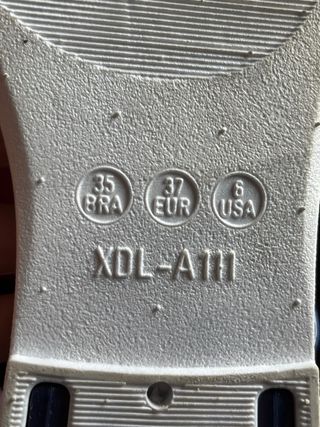 35 37 6
BRA EUR USA
XDL-A111